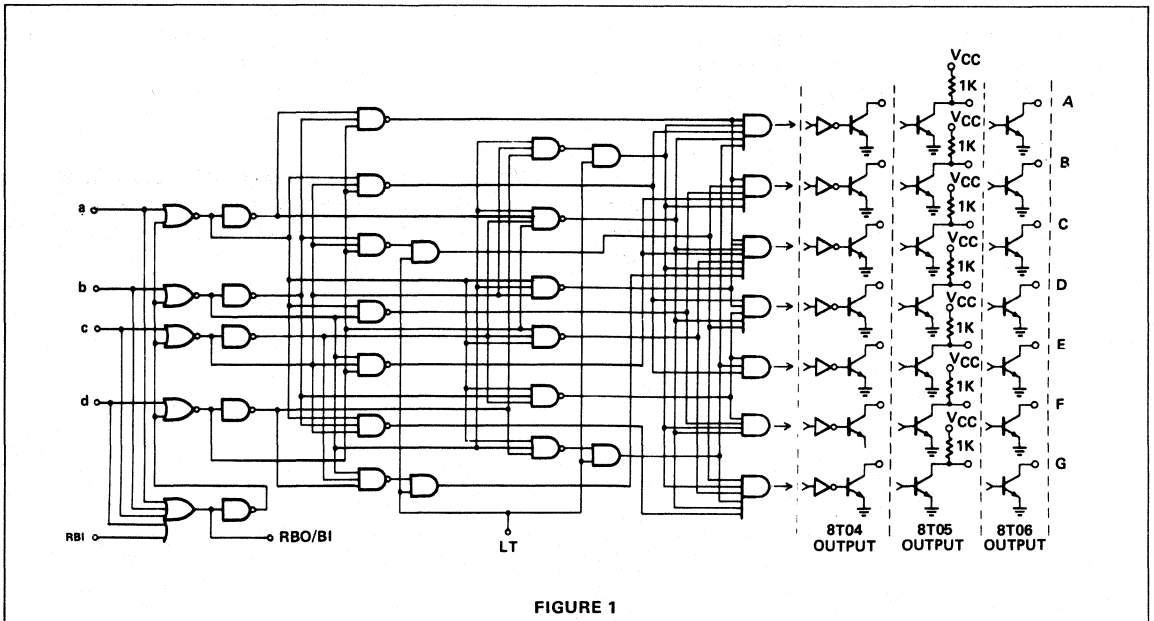 VCC
1K
A
VCC
1K
B
VCC
1K
C
VCC
1K
D
VCC
1K
E
VCC
1K
F
VCC
1K
G
a
b
c
d
RBI
RBO/BI
LT
8T04
OUTPUT
8T05
OUTPUT
8T06
OUTPUT
FIGURE 1